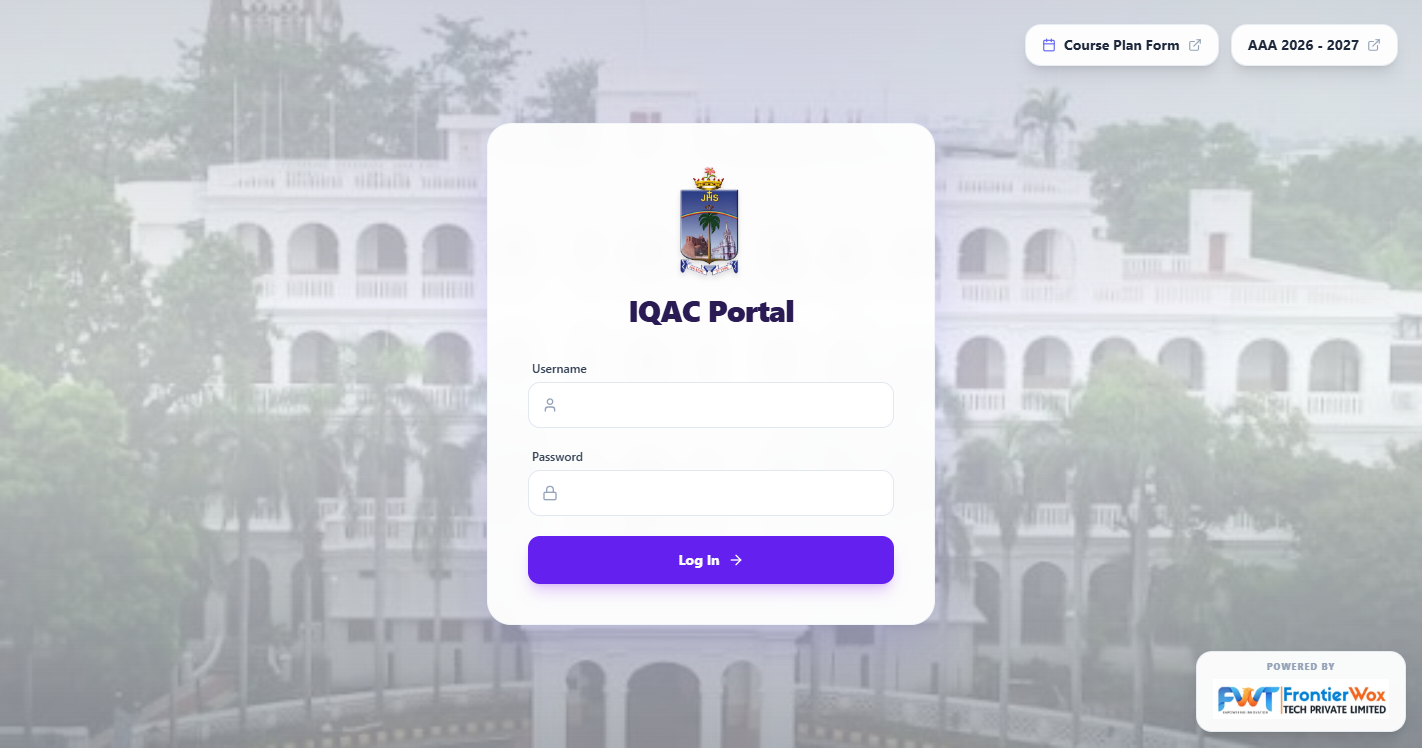 Course Plan Form
AAA 2026 - 2027
JHS
IQAC Portal
Username
Password
Log In
POWERED BY
FWT FrontierWox
TECH PRIVATE LIMITED